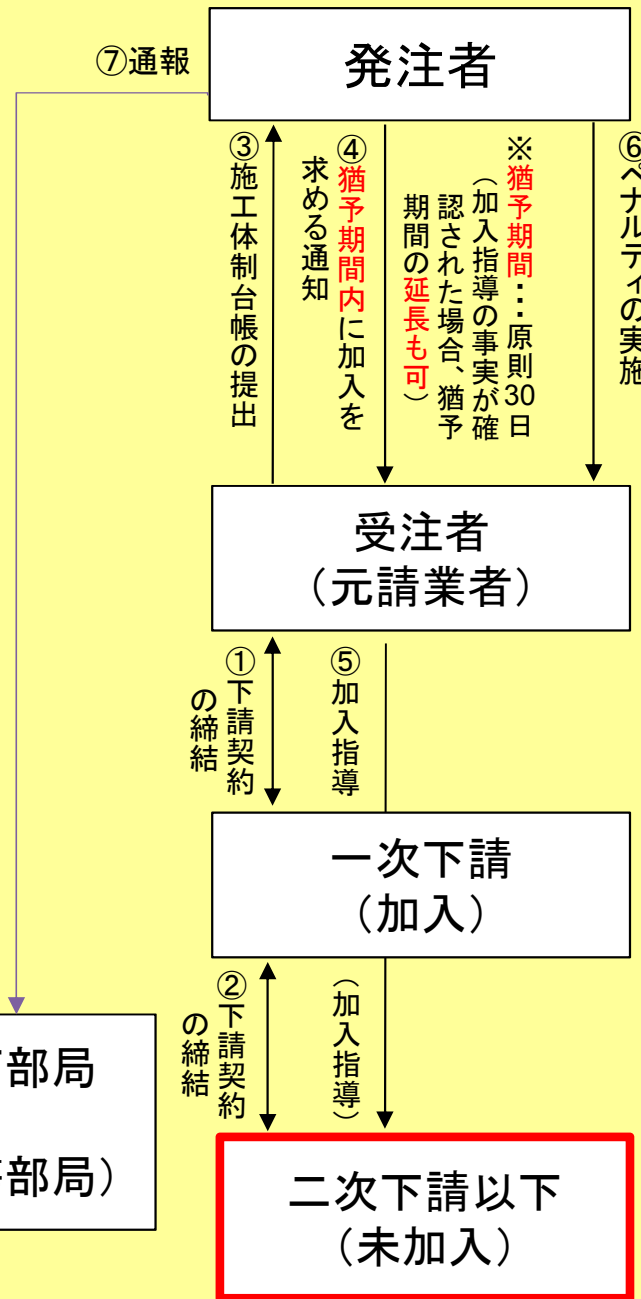 発注者
⑦通報
③施工体制台帳の提出
④猶予期間内に加入を
求める通知
※猶予期間・・・原則30日
（加入指導の事実が確
認された場合、猶予
期間の延長も可）
⑥ペナルティの実施
受注者
（元請業者）
①下請契約
の締結
⑤加入指導
一次下請
（加入）
②下請契約
の締結
（加入指導）
部局
部局）
二次下請以下
（未加入）